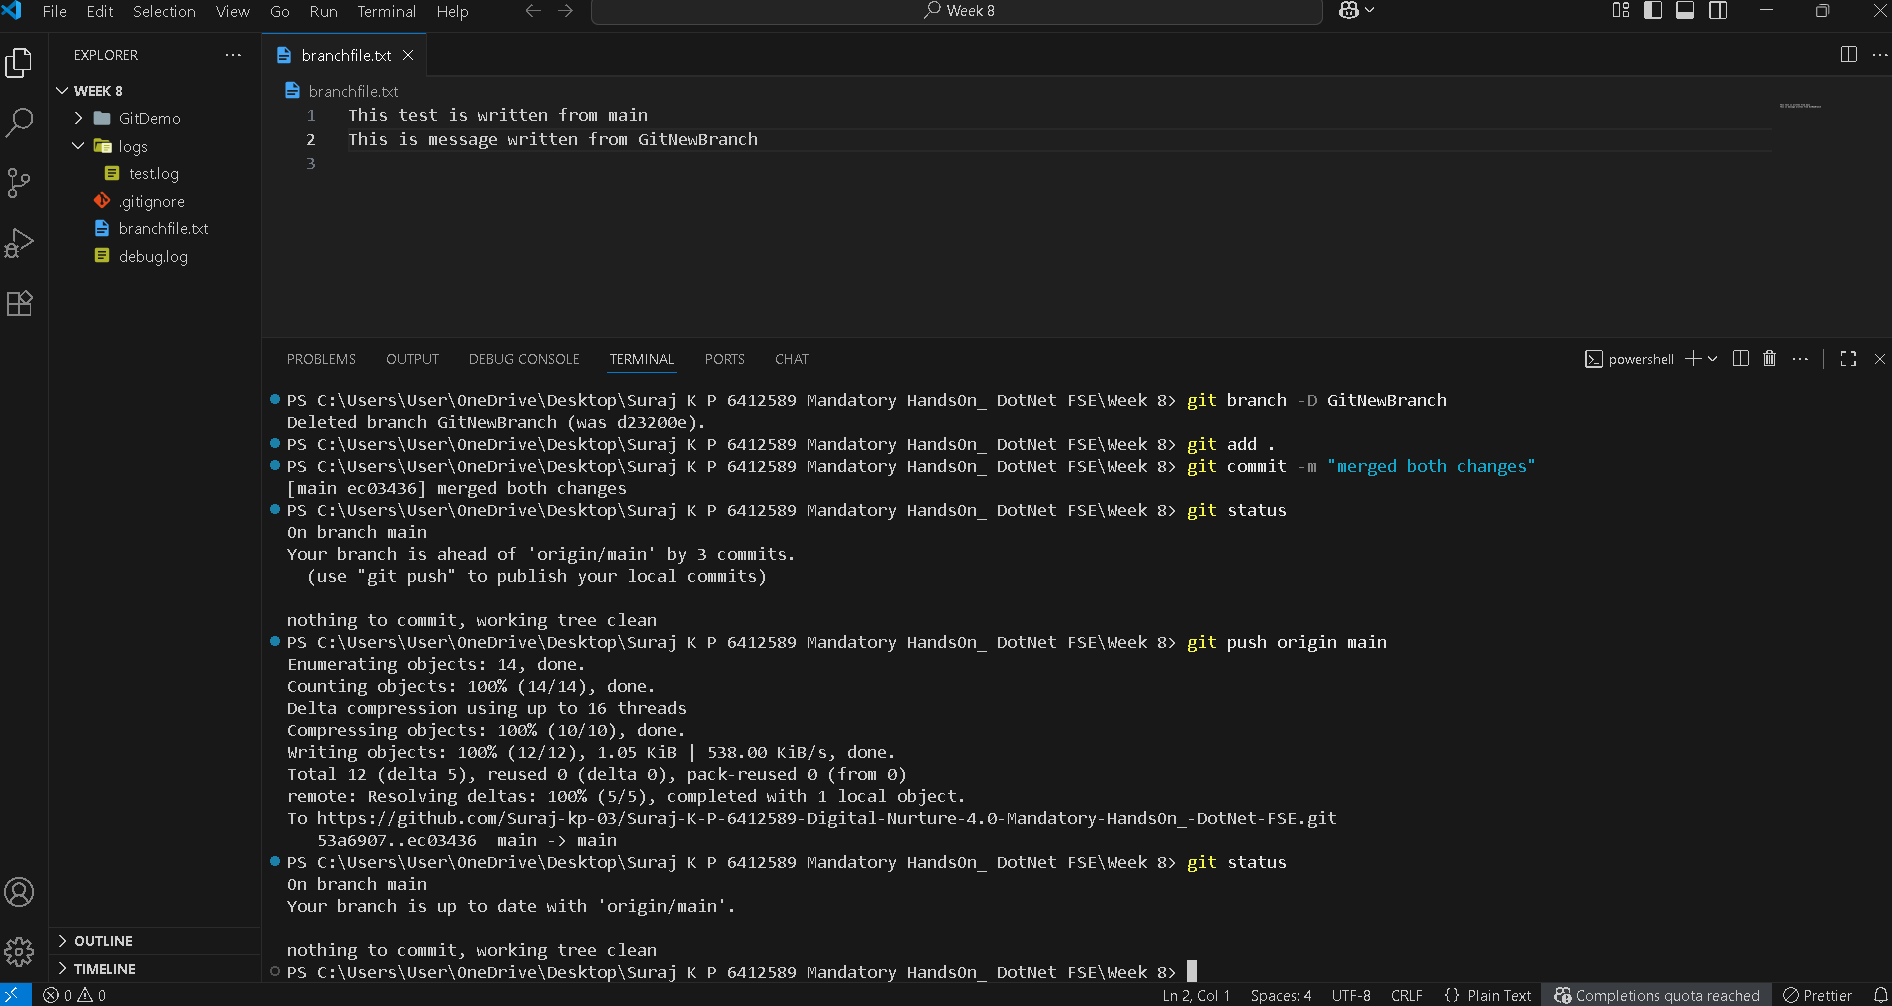 File Edit Selection View Go Run Terminal Help
Week 8
EXPLORER
WEEK 8
GitDemo
logs
test.log
.gitignore
branchfile.txt
debug.log
OUTLINE
TIMELINE
branchfile.txt
branchfile.txt
1 This test is written from main
2 This is message written from GitNewBranch
3
PROBLEMS OUTPUT DEBUG CONSOLE TERMINAL PORTS CHAT
powershell
PS C:\Users\User\OneDrive\Desktop\Suraj K P 6412589 Mandatory HandsOn_ DotNet FSE\Week 8> git branch -D GitNewBranch
Deleted branch GitNewBranch (was d23200e).
PS C:\Users\User\OneDrive\Desktop\Suraj K P 6412589 Mandatory HandsOn_ DotNet FSE\Week 8> git add .
PS C:\Users\User\OneDrive\Desktop\Suraj K P 6412589 Mandatory HandsOn_ DotNet FSE\Week 8> git commit -m "merged both changes"
[main ec03436] merged both changes
PS C:\Users\User\OneDrive\Desktop\Suraj K P 6412589 Mandatory HandsOn_ DotNet FSE\Week 8> git status
On branch main
Your branch is ahead of 'origin/main' by 3 commits.
(use "git push" to publish your local commits)
nothing to commit, working tree clean
PS C:\Users\User\OneDrive\Desktop\Suraj K P 6412589 Mandatory HandsOn_ DotNet FSE\Week 8> git push origin main
Enumerating objects: 14, done.
Counting objects: 100% (14/14), done.
Delta compression using up to 16 threads
Compressing objects: 100% (10/10), done.
Writing objects: 100% (12/12), 1.05 KiB | 538.00 KiB/s, done.
Total 12 (delta 5), reused 0 (delta 0), pack-reused 0 (from 0)
remote: Resolving deltas: 100% (5/5), completed with 1 local object.
To https://github.com/Suraj-kp-03/Suraj-K-P-6412589-Digital-Nurture-4.0-Mandatory-HandsOn_-DotNet-FSE.git
53a6907..ec03436 main -> main
PS C:\Users\User\OneDrive\Desktop\Suraj K P 6412589 Mandatory HandsOn_ DotNet FSE\Week 8> git status
On branch main
Your branch is up to date with 'origin/main'.
nothing to commit, working tree clean
PS C:\Users\User\OneDrive\Desktop\Suraj K P 6412589 Mandatory HandsOn_ DotNet FSE\Week 8>
0 0 Ln 2, Col 1 Spaces: 4 UTF-8 CRLF {} Plain Text Completions quota reached Prettier